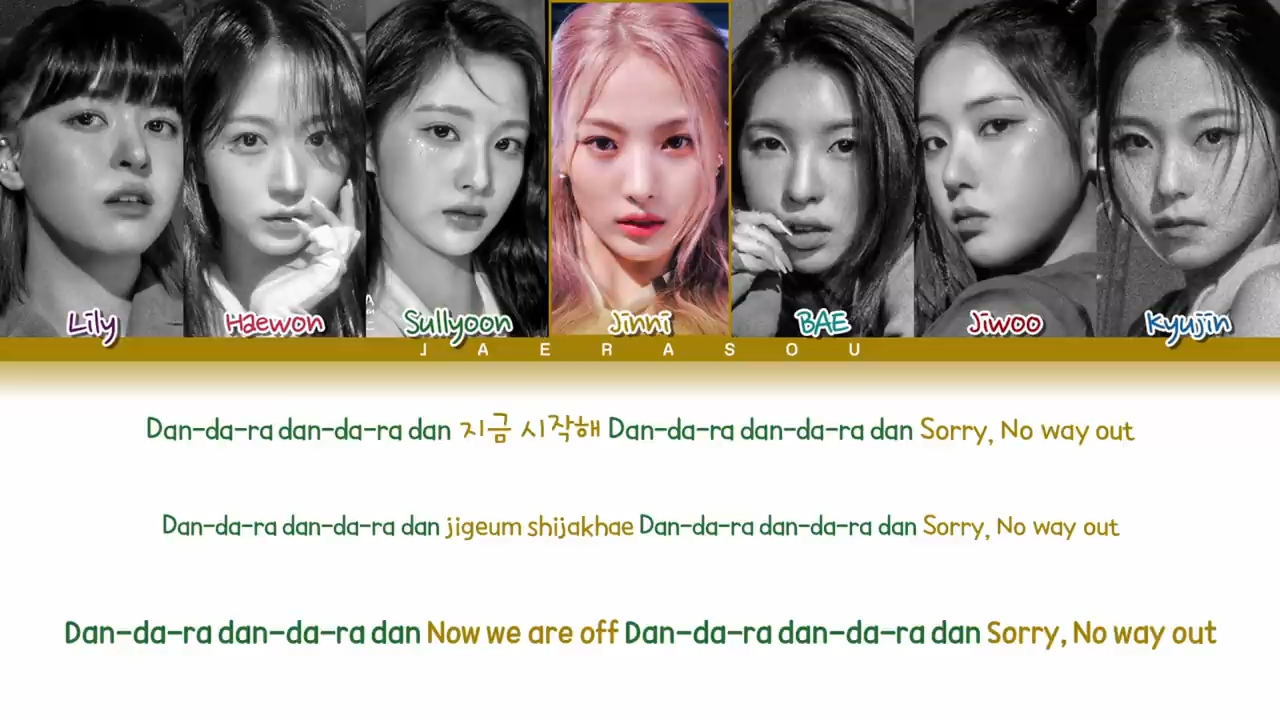 Lily Haewon Sullyoon Jinni BAE Jiwoo Kyujin
JAERASOU
Dan-da-ra dan-da-ra dan 지금 시작해 Dan-da-ra dan-da-ra dan Sorry, No way out
Dan-da-ra dan-da-ra dan jigeum shijakhae Dan-da-ra dan-da-ra dan Sorry, No way out
Dan-da-ra dan-da-ra dan Now we are off Dan-da-ra dan-da-ra dan Sorry, No way out